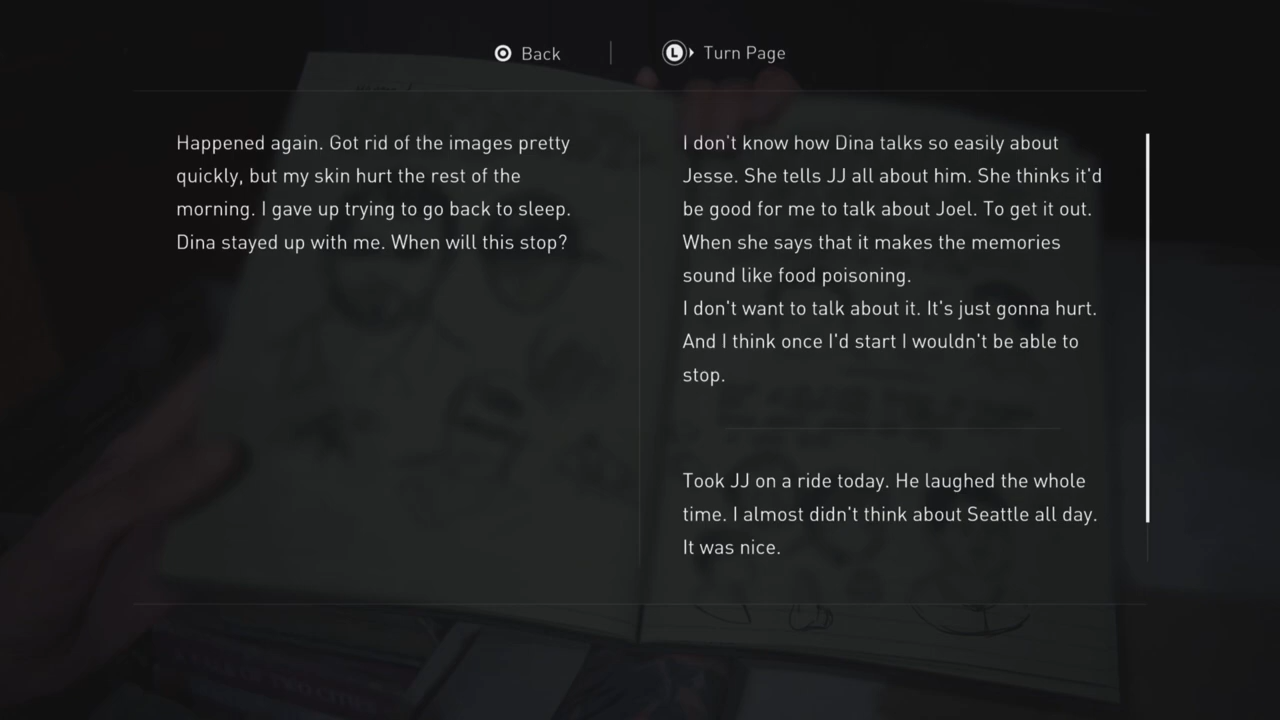 Back
L Turn Page
Happened again. Got rid of the images pretty
quickly, but my skin hurt the rest of the
morning. I gave up trying to go back to sleep.
Dina stayed up with me. When will this stop?
I don't know how Dina talks so easily about
Jesse. She tells JJ all about him. She thinks it'd
be good for me to talk about Joel. To get it out.
When she says that it makes the memories
sound like food poisoning.
I don't want to talk about it. It's just gonna hurt.
And I think once I'd start I wouldn't be able to
stop.
Took JJ on a ride today. He laughed the whole
time. I almost didn't think about Seattle all day.
It was nice.